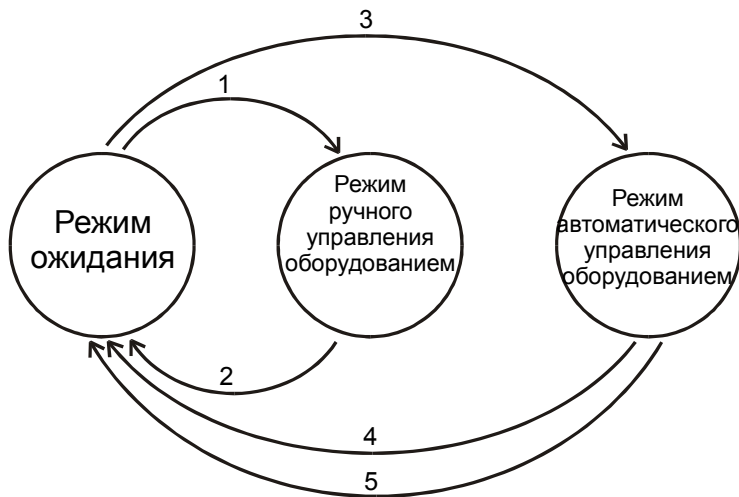 3
1
Режим
ожидания
Режим
ручного
управления
оборудованием
Режим
автоматического
управления
оборудованием
2
4
5